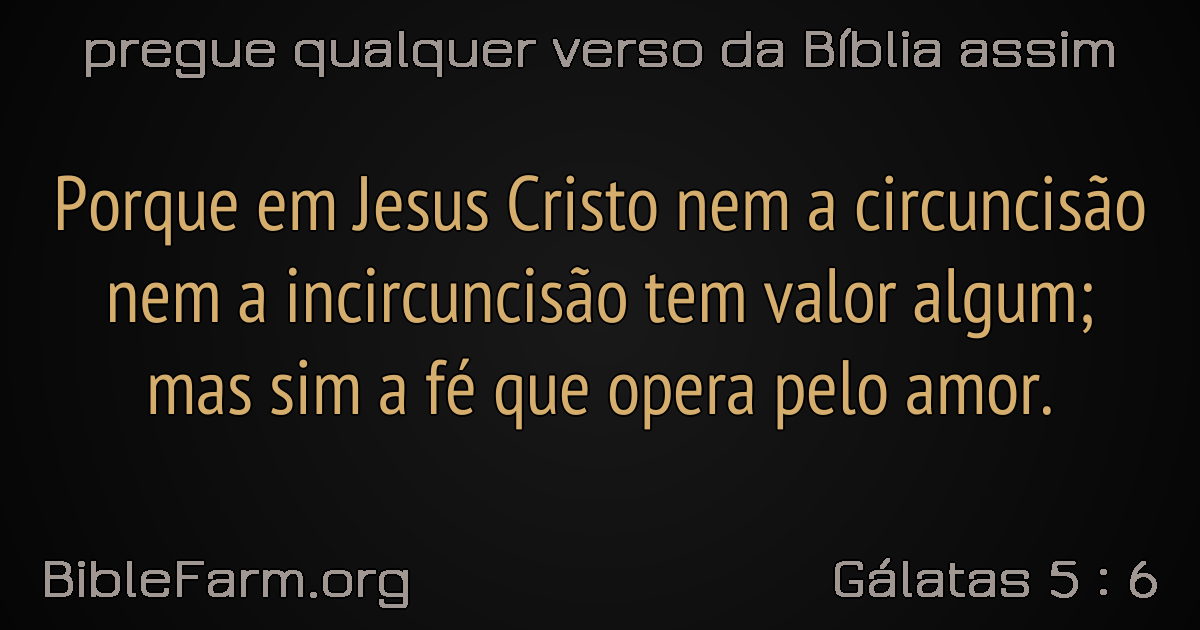 pregue qualquer verso da Bíblia assim
Porque em Jesus Cristo nem a circuncisão
nem a incircuncisão tem valor algum;
mas sim a fé que opera pelo amor.
BibleFarm.org
Gálatas 5 : 6